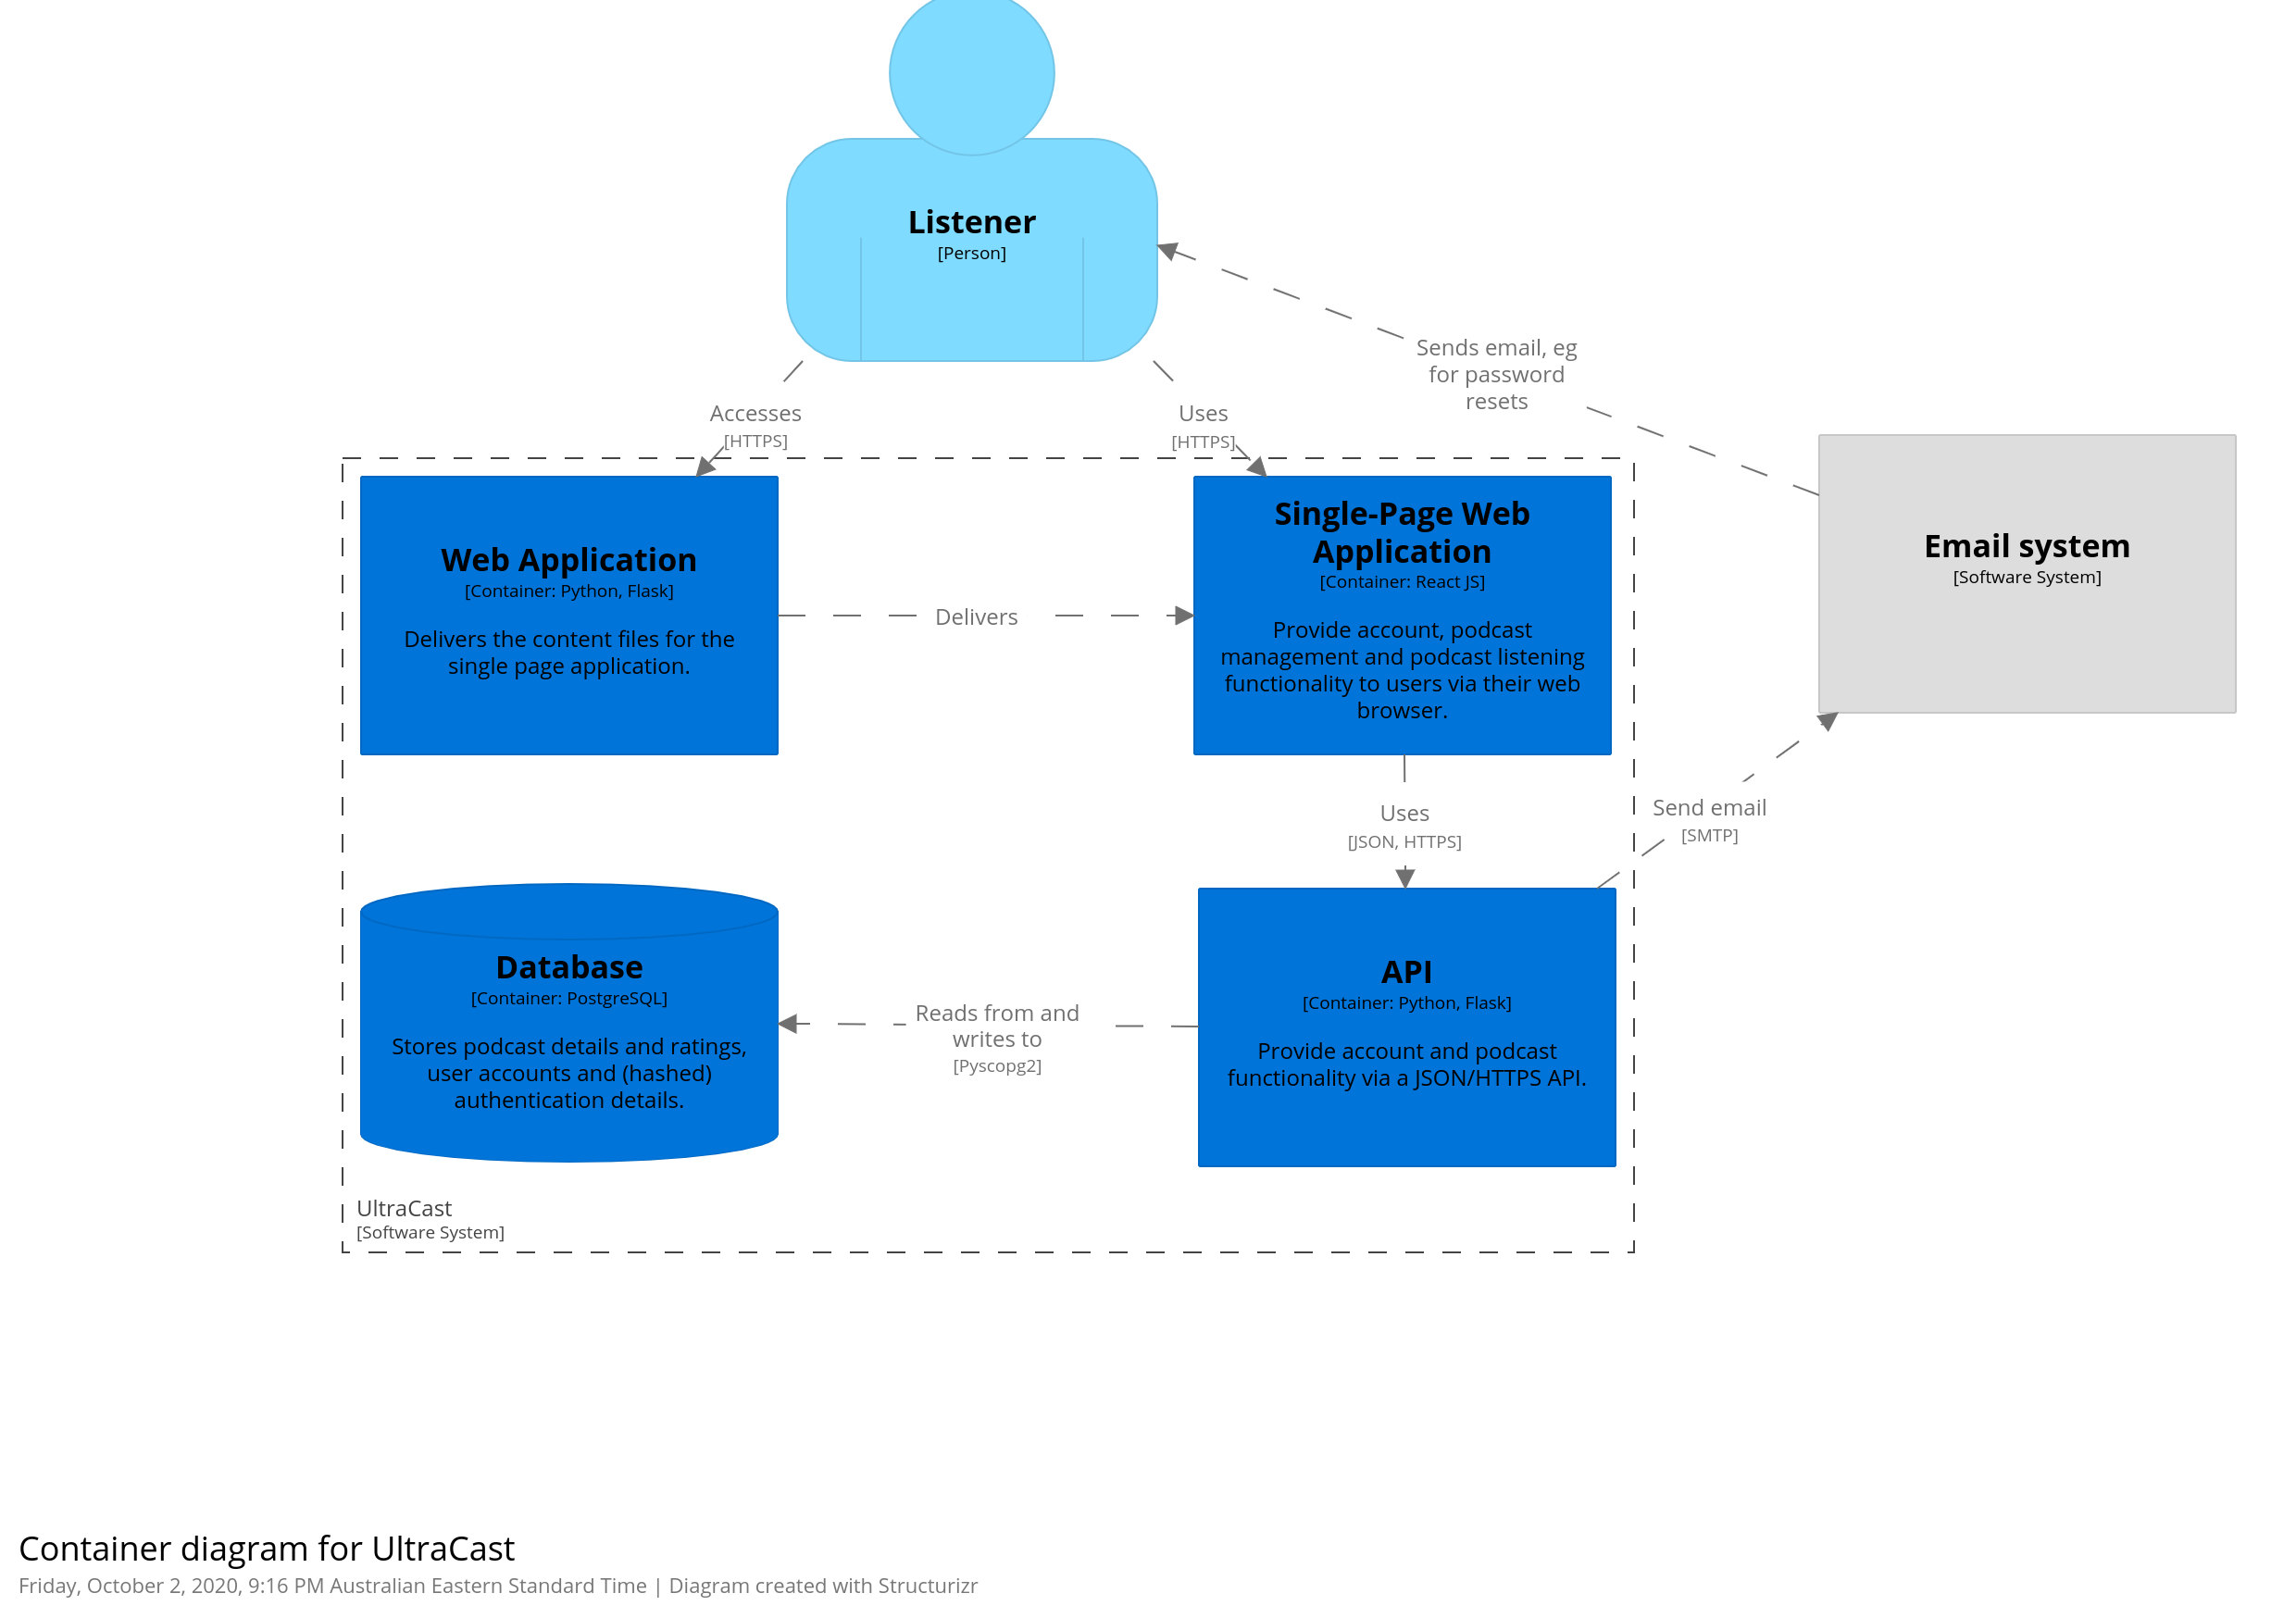 Listener
[Person]
Sends email, eg
for password
resets
Accesses
[HTTPS]
Uses
[HTTPS]
Web Application
[Container: Python, Flask]
Delivers the content files for the
single page application.
Delivers
Single-Page Web
Application
[Container: React JS]
Provide account, podcast
management and podcast listening
functionality to users via their web
browser.
Email system
[Software System]
Uses
[JSON, HTTPS]
Send email
[SMTP]
Database
[Container: PostgreSQL]
Stores podcast details and ratings,
user accounts and (hashed)
authentication details.
Reads from and
writes to
[Pyscopg2]
API
[Container: Python, Flask]
Provide account and podcast
functionality via a JSON/HTTPS API.
UltraCast
[Software System]
Container diagram for UltraCast
Friday, October 2, 2020, 9:16 PM Australian Eastern Standard Time | Diagram created with Structurizr